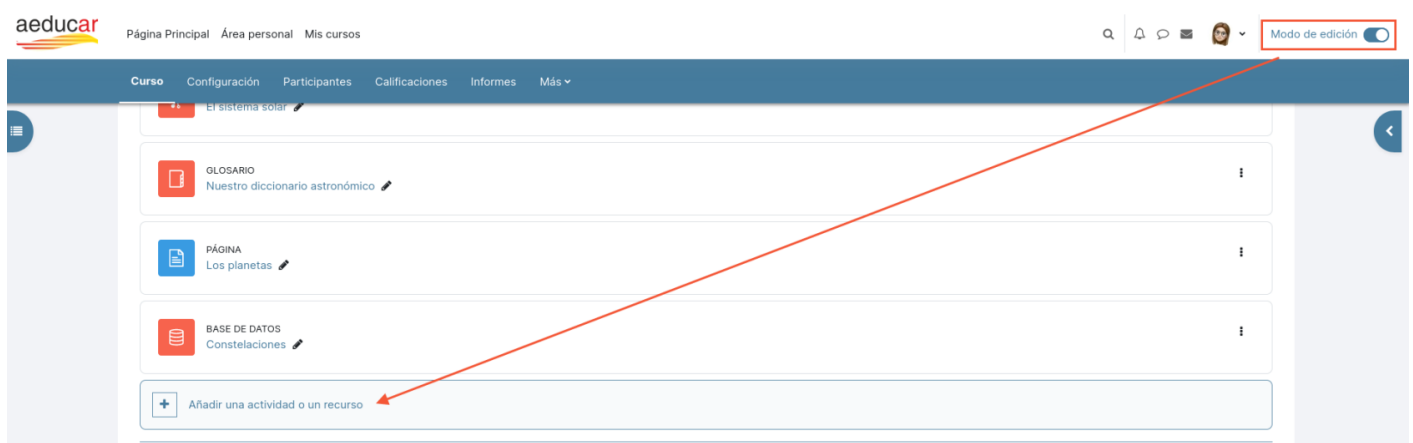 aeducar
Página Principal Área personal Mis cursos
Modo de edición
Curso Configuración Participantes Calificaciones Informes Más
El sistema solar
GLOSARIO
Nuestro diccionario astronómico
PÁGINA
Los planetas
BASE DE DATOS
Constelaciones
Añadir una actividad o un recurso